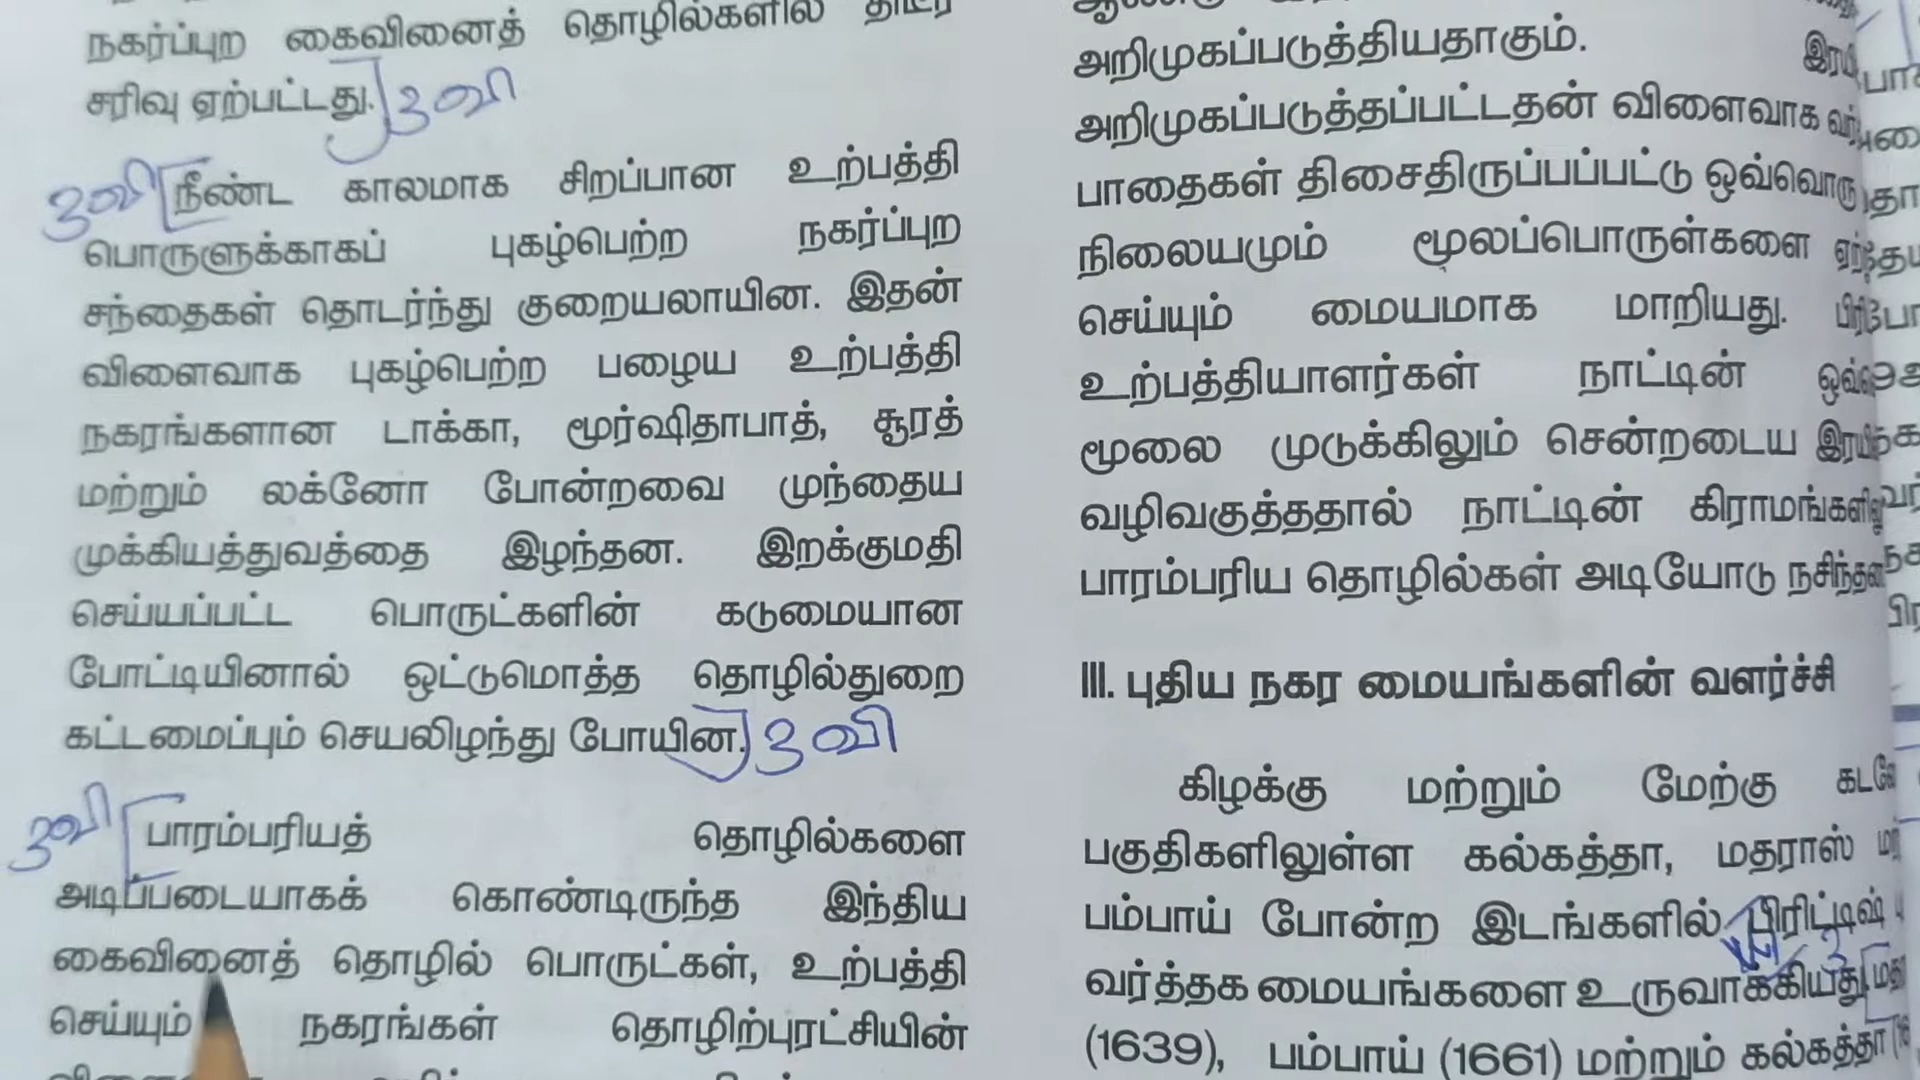 நகர்ப்புற கைவினைத் தொழில்களில்
சரிவு ஏற்பட்டது. 3 வி
3 வி நீண்ட காலமாக சிறப்பான உற்பத்தி
பொருளுக்காகப் புகழ்பெற்ற நகர்ப்புற
சந்தைகள் தொடர்ந்து குறையலாயின. இதன்
விளைவாக புகழ்பெற்ற பழைய உற்பத்தி
நகரங்களான டாக்கா, மூர்ஷிதாபாத், சூரத்
மற்றும் லக்னோ போன்றவை முந்தைய
முக்கியத்துவத்தை இழந்தன. இறக்குமதி
செய்யப்பட்ட பொருட்களின் கடுமையான
போட்டியினால் ஒட்டுமொத்த தொழில்துறை
கட்டமைப்பும் செயலிழந்து போயின. 3 வி
3வி பாரம்பரியத் தொழில்களை
அடிப்படையாகக் கொண்டிருந்த இந்திய
கைவினைத் தொழில் பொருட்கள், உற்பத்தி
செய்யும் நகரங்கள் தொழிற்புரட்சியின்
அறிமுகப்படுத்தியதாகும்.
அறிமுகப்படுத்தப்பட்டதன் விளைவாக
பாதைகள் திசைதிருப்பப்பட்டு ஒவ்வொரு
நிலையமும் மூலப்பொருள்களை
செய்யும் மையமாக மாறியது.
உற்பத்தியாளர்கள் நாட்டின்
மூலை முடுக்கிலும் சென்றடைய
வழிவகுத்ததால் நாட்டின் கிராமங்களி
பாரம்பரிய தொழில்கள் அடியோடு நசிந்தன
III. புதிய நகர மையங்களின் வளர்ச்சி
கிழக்கு மற்றும் மேற்கு
பகுதிகளிலுள்ள கல்கத்தா, மதராஸ்
பம்பாய் போன்ற இடங்களில் பிரிட்டிஷ்
வர்த்தக மையங்களை உருவாக்கியது
(1639), பம்பாய் (1661) மற்றும் கல்கத்தா